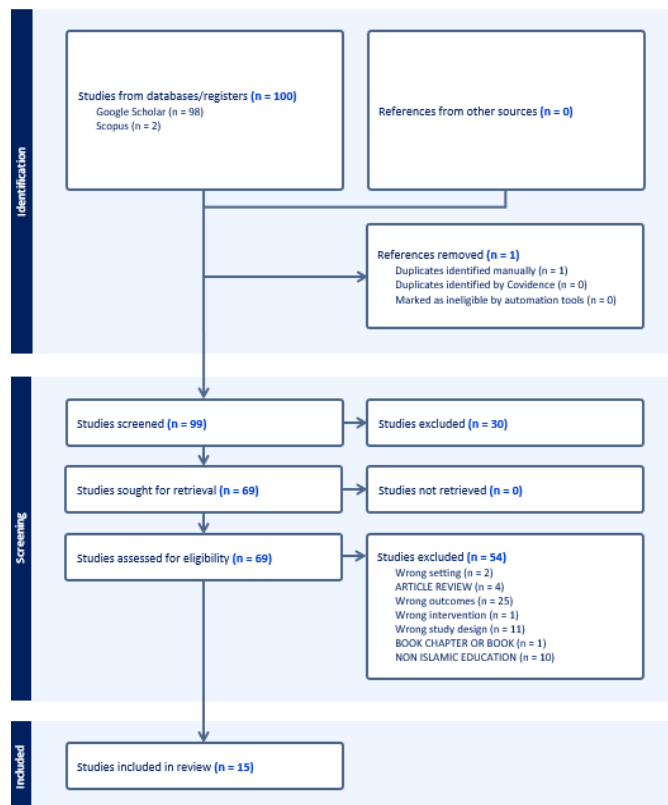 Identification
Studies from databases/registers (n = 100)
Google Scholar (n = 98)
Scopus (n = 2)
References from other sources (n = 0)
References removed (n = 1)
Duplicates identified manually (n = 1)
Duplicates identified by Covidence (n = 0)
Marked as ineligible by automation tools (n = 0)
Screening
Studies screened (n = 99)
Studies excluded (n = 30)
Studies sought for retrieval (n = 69)
Studies not retrieved (n = 0)
Studies assessed for eligibility (n = 69)
Studies excluded (n = 54)
Wrong setting (n = 2)
ARTICLE REVIEW (n = 4)
Wrong outcomes (n = 25)
Wrong intervention (n = 1)
Wrong study design (n = 11)
BOOK CHAPTER OR BOOK (n = 1)
NON ISLAMIC EDUCATION (n = 10)
Included
Studies included in review (n = 15)